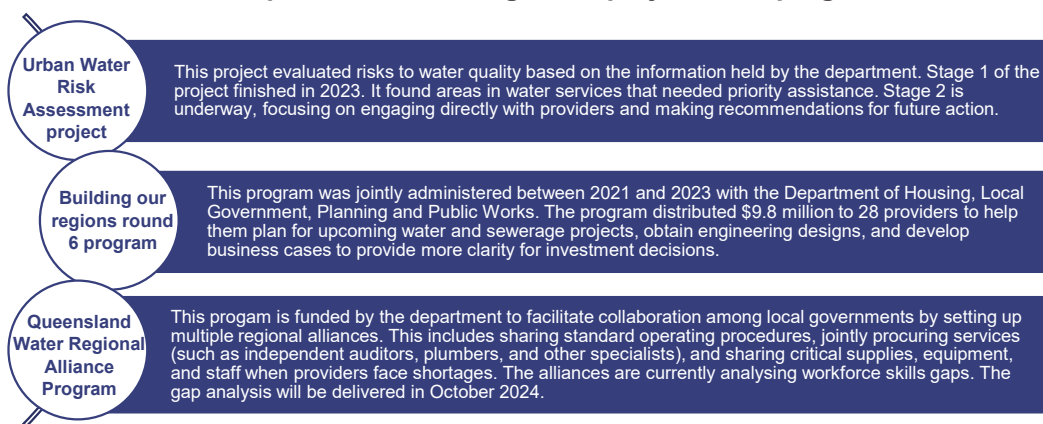 Urban Water
Risk
Assessment
project
This project evaluated risks to water quality based on the information held by the department. Stage 1 of the
project finished in 2023. It found areas in water services that needed priority assistance. Stage 2 is
underway, focusing on engaging directly with providers and making recommendations for future action.
Building our
regions round
6 program
This program was jointly administered between 2021 and 2023 with the Department of Housing, Local
Government, Planning and Public Works. The program distributed $9.8 million to 28 providers to help
them plan for upcoming water and sewerage projects, obtain engineering designs, and develop
business cases to provide more clarity for investment decisions.
Queensland
Water Regional
Alliance
Program
This progam is funded by the department to facilitate collaboration among local governments by setting up
multiple regional alliances. This includes sharing standard operating procedures, jointly procuring services
(such as independent auditors, plumbers, and other specialists), and sharing critical supplies, equipment,
and staff when providers face shortages. The alliances are currently analysing workforce skills gaps. The
gap analysis will be delivered in October 2024.